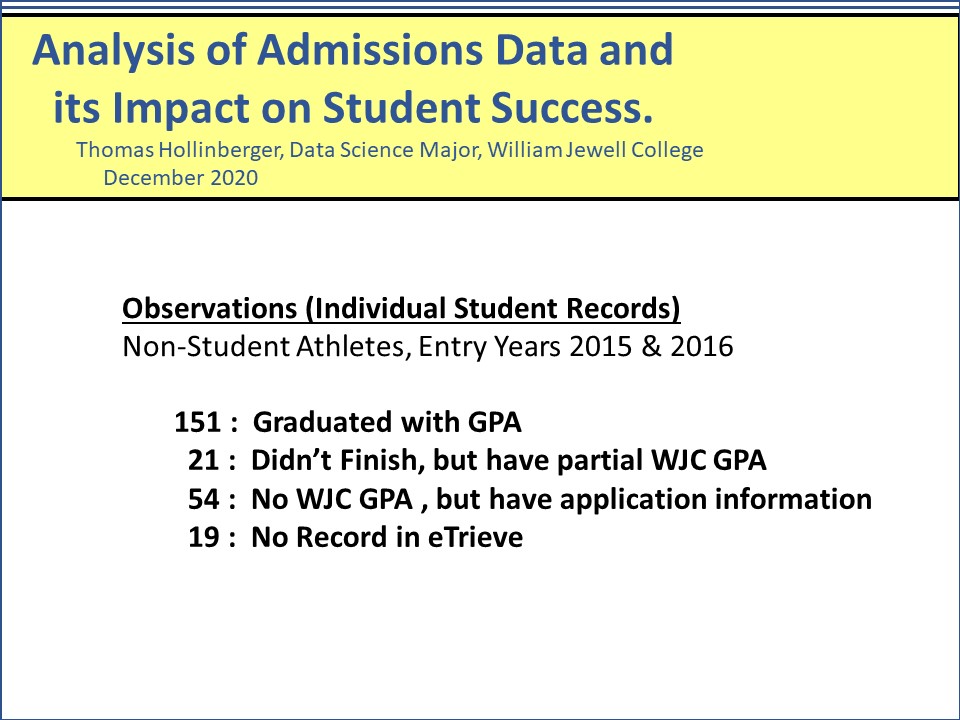 Analysis of Admissions Data and
its Impact on Student Success.
Thomas Hollinberger, Data Science Major, William Jewell College
December 2020
Observations (Individual Student Records)
Non-Student Athletes, Entry Years 2015 & 2016
151 : Graduated with GPA
21 : Didn’t Finish, but have partial WJC GPA
54 : No WJC GPA , but have application information
19 : No Record in eTrieve